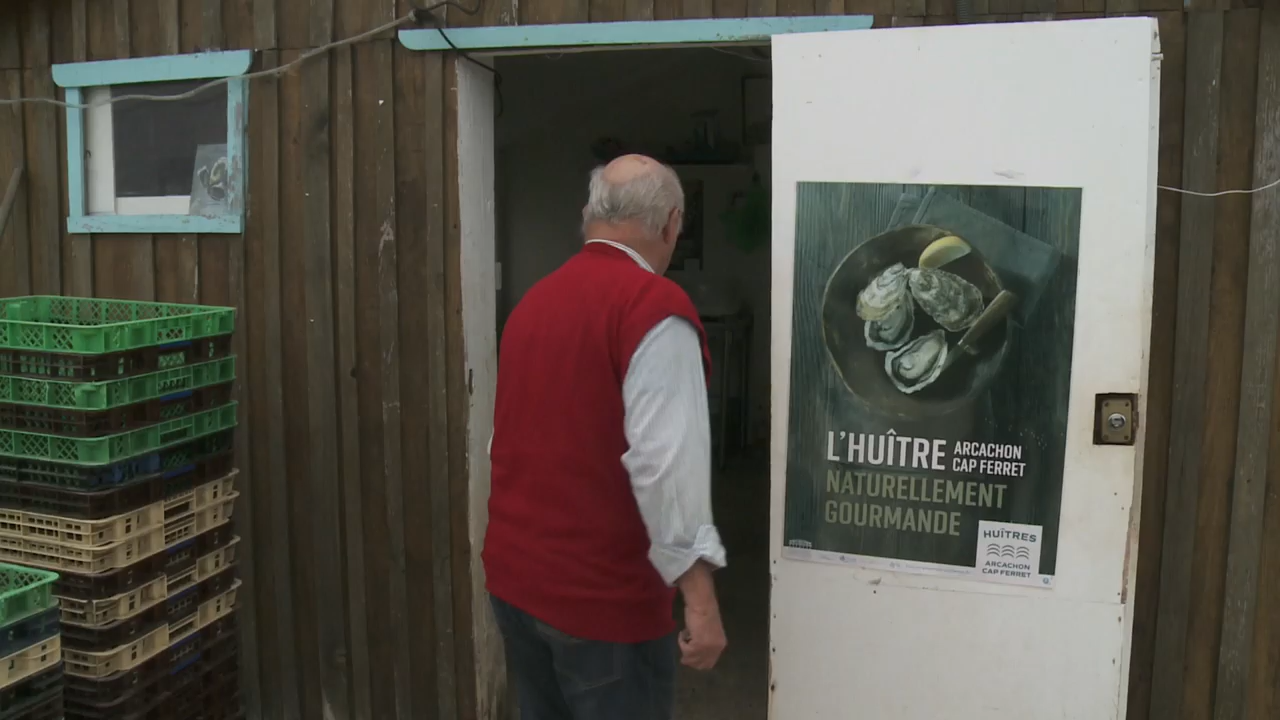 L'HUÎTRE ARCACHON
CAP FERRET
NATURELLEMENT
GOURMANDE
HUÎTRES
ARCACHON
CAP FERRET